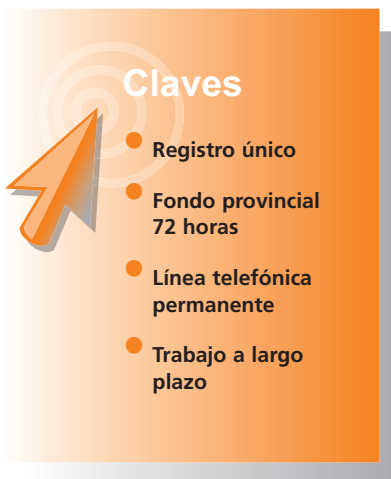 Claves
Registro único
Fondo provincial
72 horas
Línea telefónica
permanente
Trabajo a largo
plazo